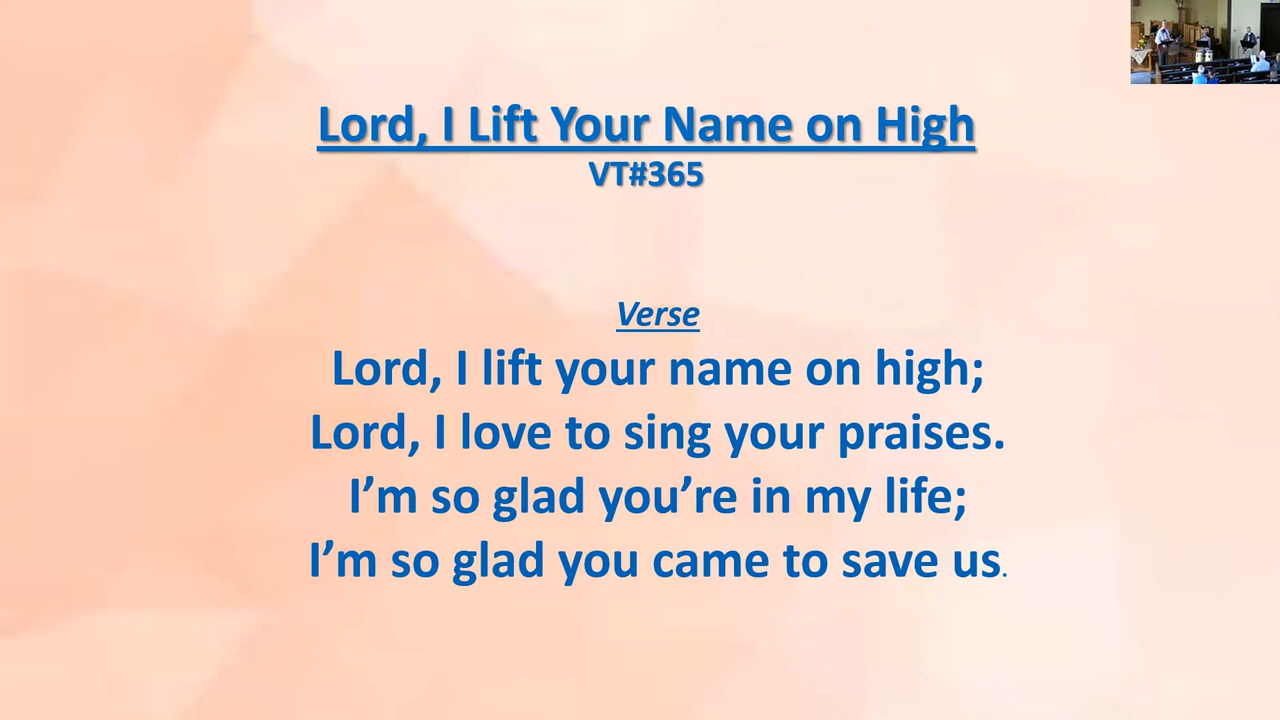 Lord, I Lift Your Name on High
VT#365
Verse
Lord, I lift your name on high;
Lord, I love to sing your praises.
I’m so glad you’re in my life;
I’m so glad you came to save us.